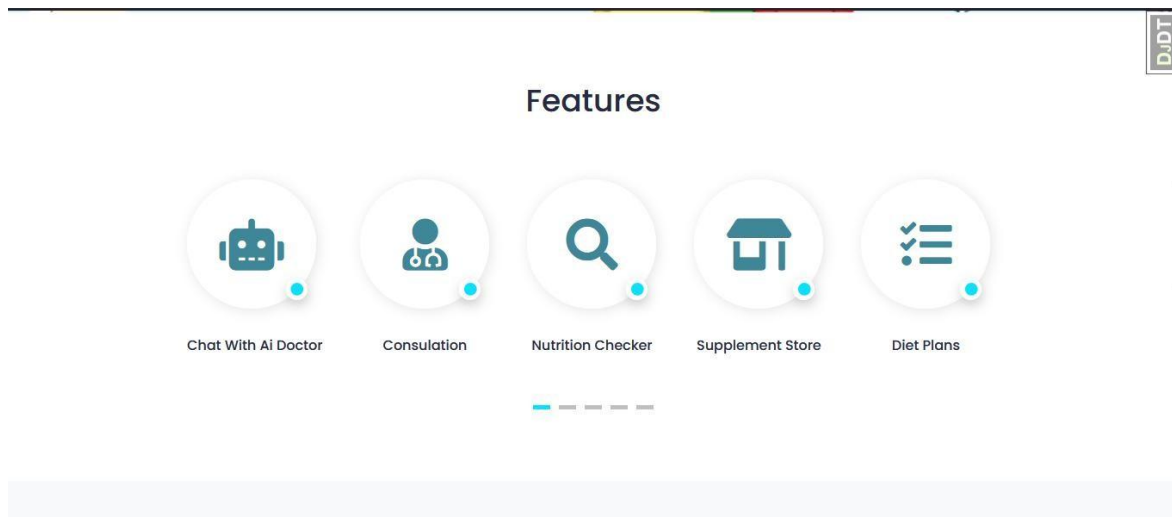 DJDT
Features
Chat With Ai Doctor
Consulation
Nutrition Checker
Supplement Store
Diet Plans